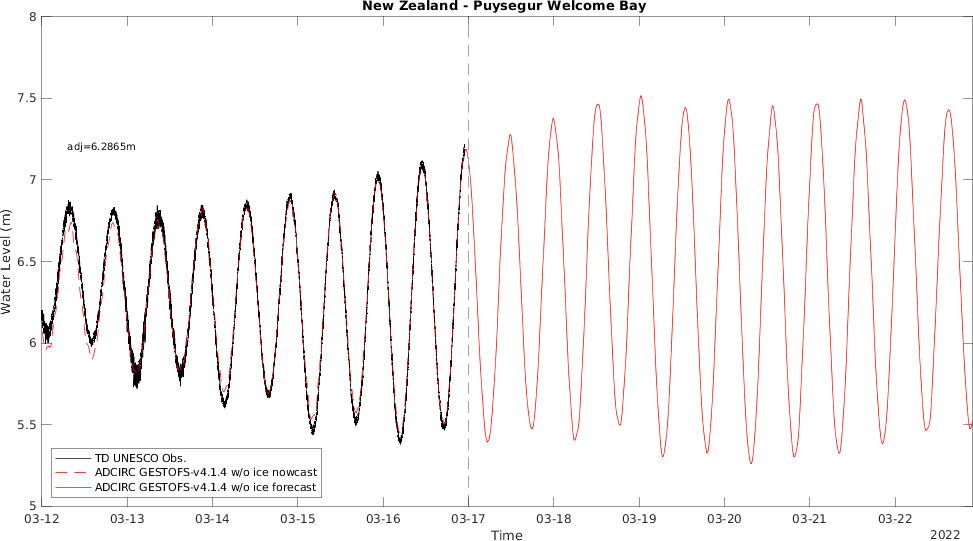 New Zealand - Puysegur Welcome Bay
8
7.5
7
6.5
6
5.5
5
Water Level (m)
adj=6.2865m
TD UNESCO Obs.
ADCIRC GESTOFS-v4.1.4 w/o ice nowcast
ADCIRC GESTOFS-v4.1.4 w/o ice forecast
03-12 03-13 03-14 03-15 03-16 03-17 03-18 03-19 03-20 03-21 03-22
Time
2022